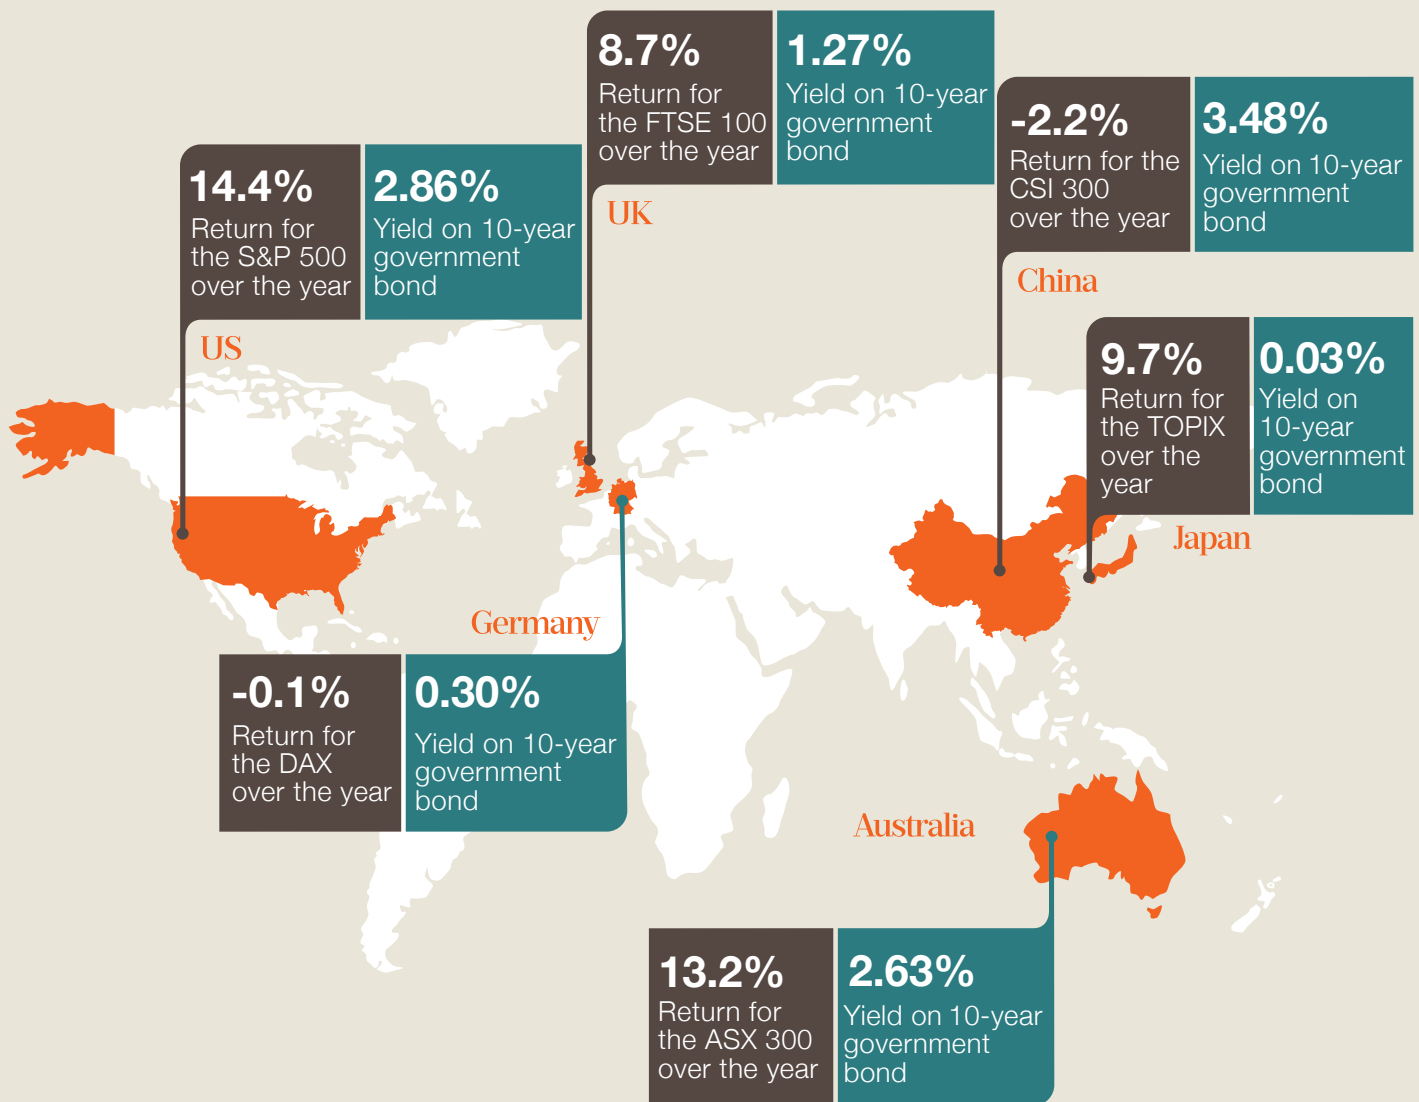 8.7%
Return for
the FTSE 100
over the year
1.27%
Yield on 10-year
government
bond
UK
-2.2%
Return for the
CSI 300
over the year
3.48%
Yield on 10-year
government
bond
China
14.4%
Return for
the S&P 500
over the year
2.86%
Yield on 10-year
government
bond
US
9.7%
Return for
the TOPIX
over the
year
0.03%
Yield on
10-year
government
bond
Japan
Germany
-0.1%
Return for
the DAX
over the year
0.30%
Yield on 10-year
government
bond
Australia
13.2%
Return for
the ASX 300
over the year
2.63%
Yield on 10-year
government
bond